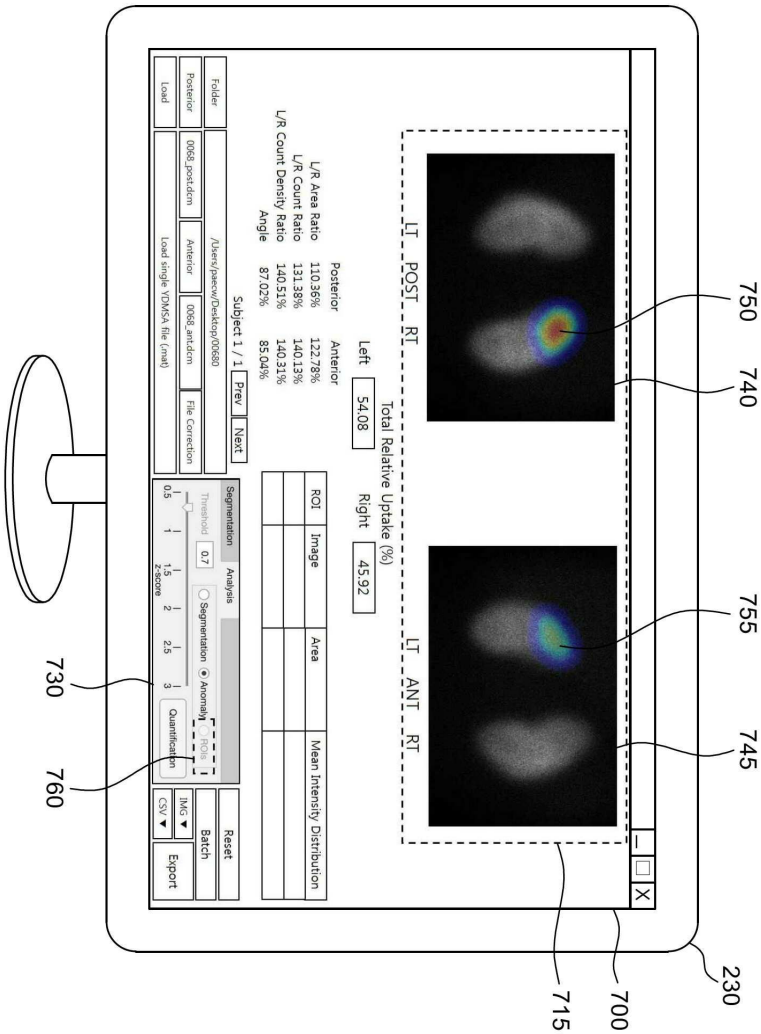 750
740
755
745
230
700
715
_ □ X
LT POST RT
LT ANT RT
Total Relative Uptake (%)
Left 54.08 Right 45.92
Posterior Anterior
L/R Area Ratio 110.36% 122.78%
L/R Count Ratio 131.38% 140.13%
L/R Count Density Ratio 140.51% 140.31%
Angle 87.02% 85.04%
ROI Image Area Mean Intensity Distribution
Subject 1 / 1 Prev Next
Folder /Users/paecw/Desktop/00680
Posterior 0068_post.dcm Anterior 0068_ant.dcm File Correction
Load Load single YDMSA file (.mat)
Segmentation Analysis
Threshold 0.7 Segmentation Anomaly ROIs
0.5 1 1.5 2 2.5 3
z-score
Quantification
Reset
Batch
IMG ▼
CSV ▼
Export
730
760